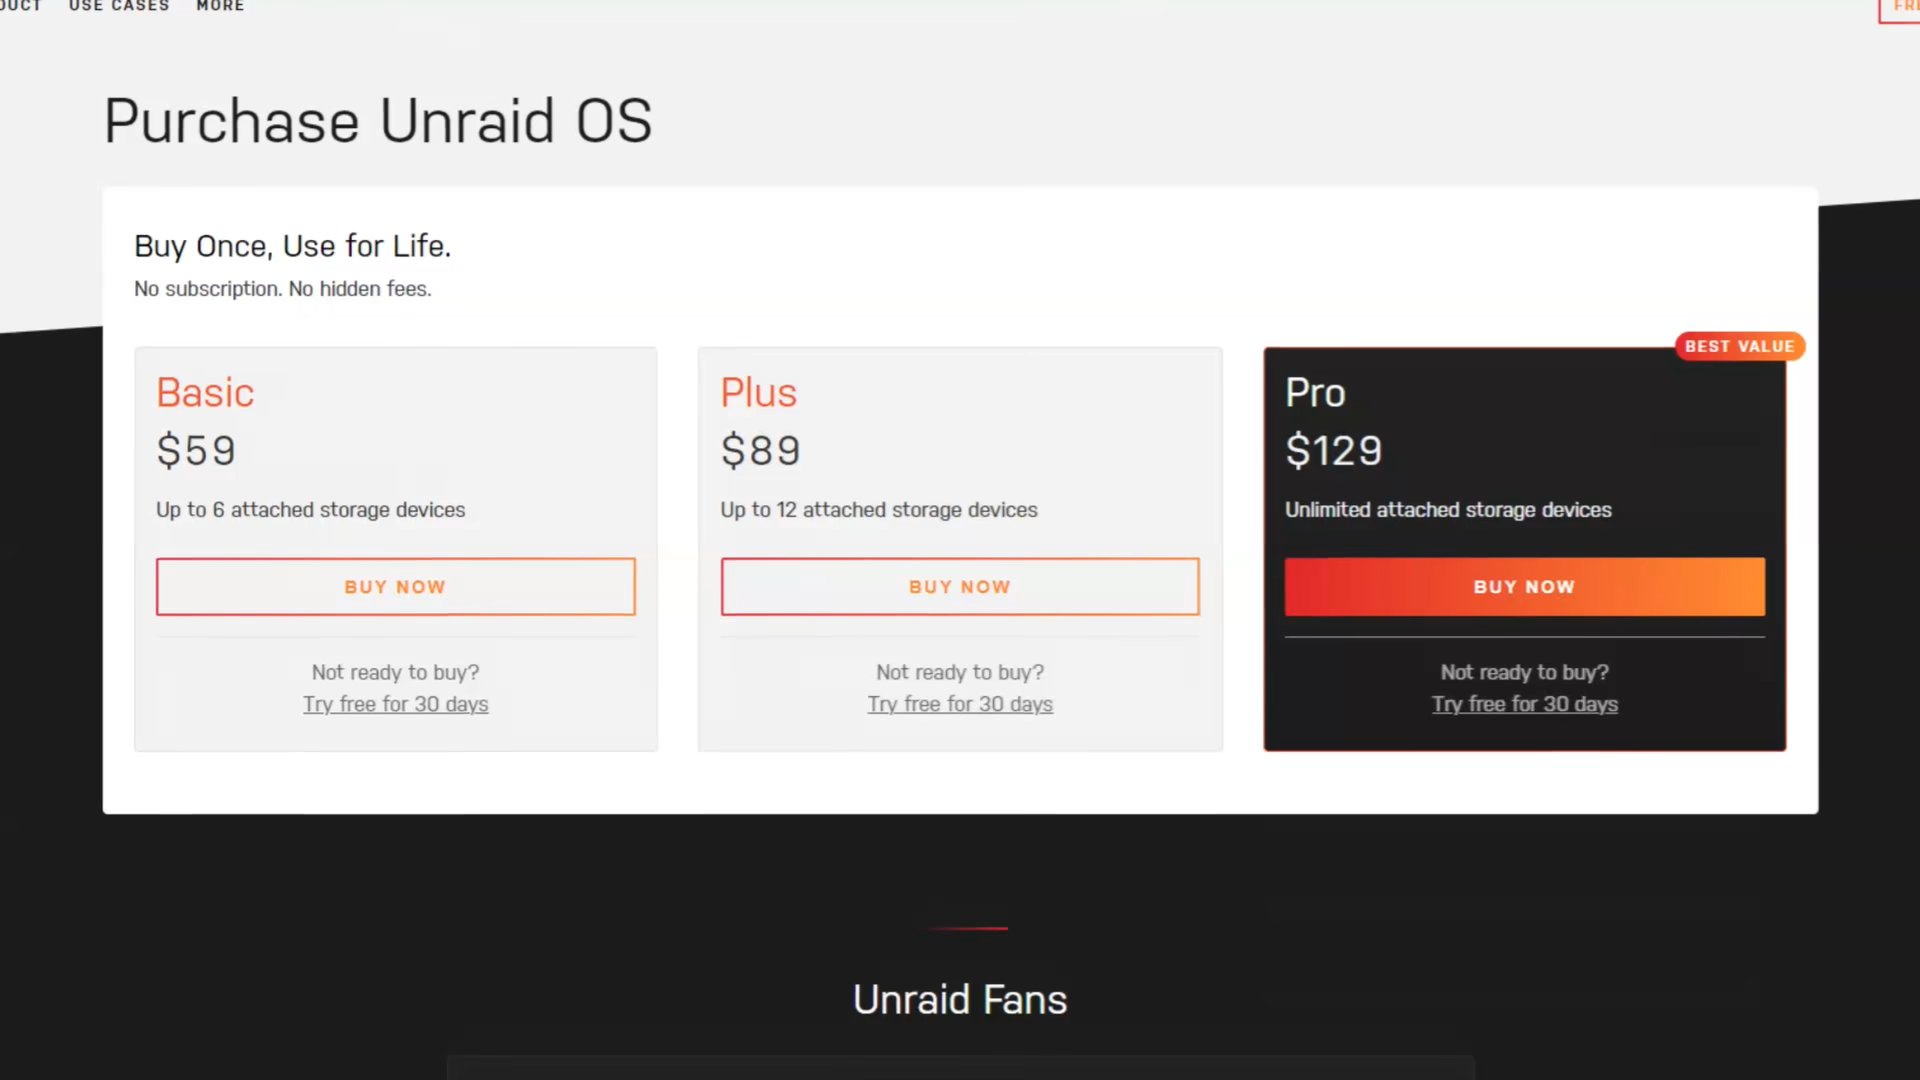 USE CASES
MORE
Purchase Unraid OS
Buy Once, Use for Life.
No subscription. No hidden fees.
Basic
$59
Up to 6 attached storage devices
BUY NOW
Not ready to buy?
Try free for 30 days
Plus
$89
Up to 12 attached storage devices
BUY NOW
Not ready to buy?
Try free for 30 days
BEST VALUE
Pro
$129
Unlimited attached storage devices
BUY NOW
Not ready to buy?
Try free for 30 days
Unraid Fans